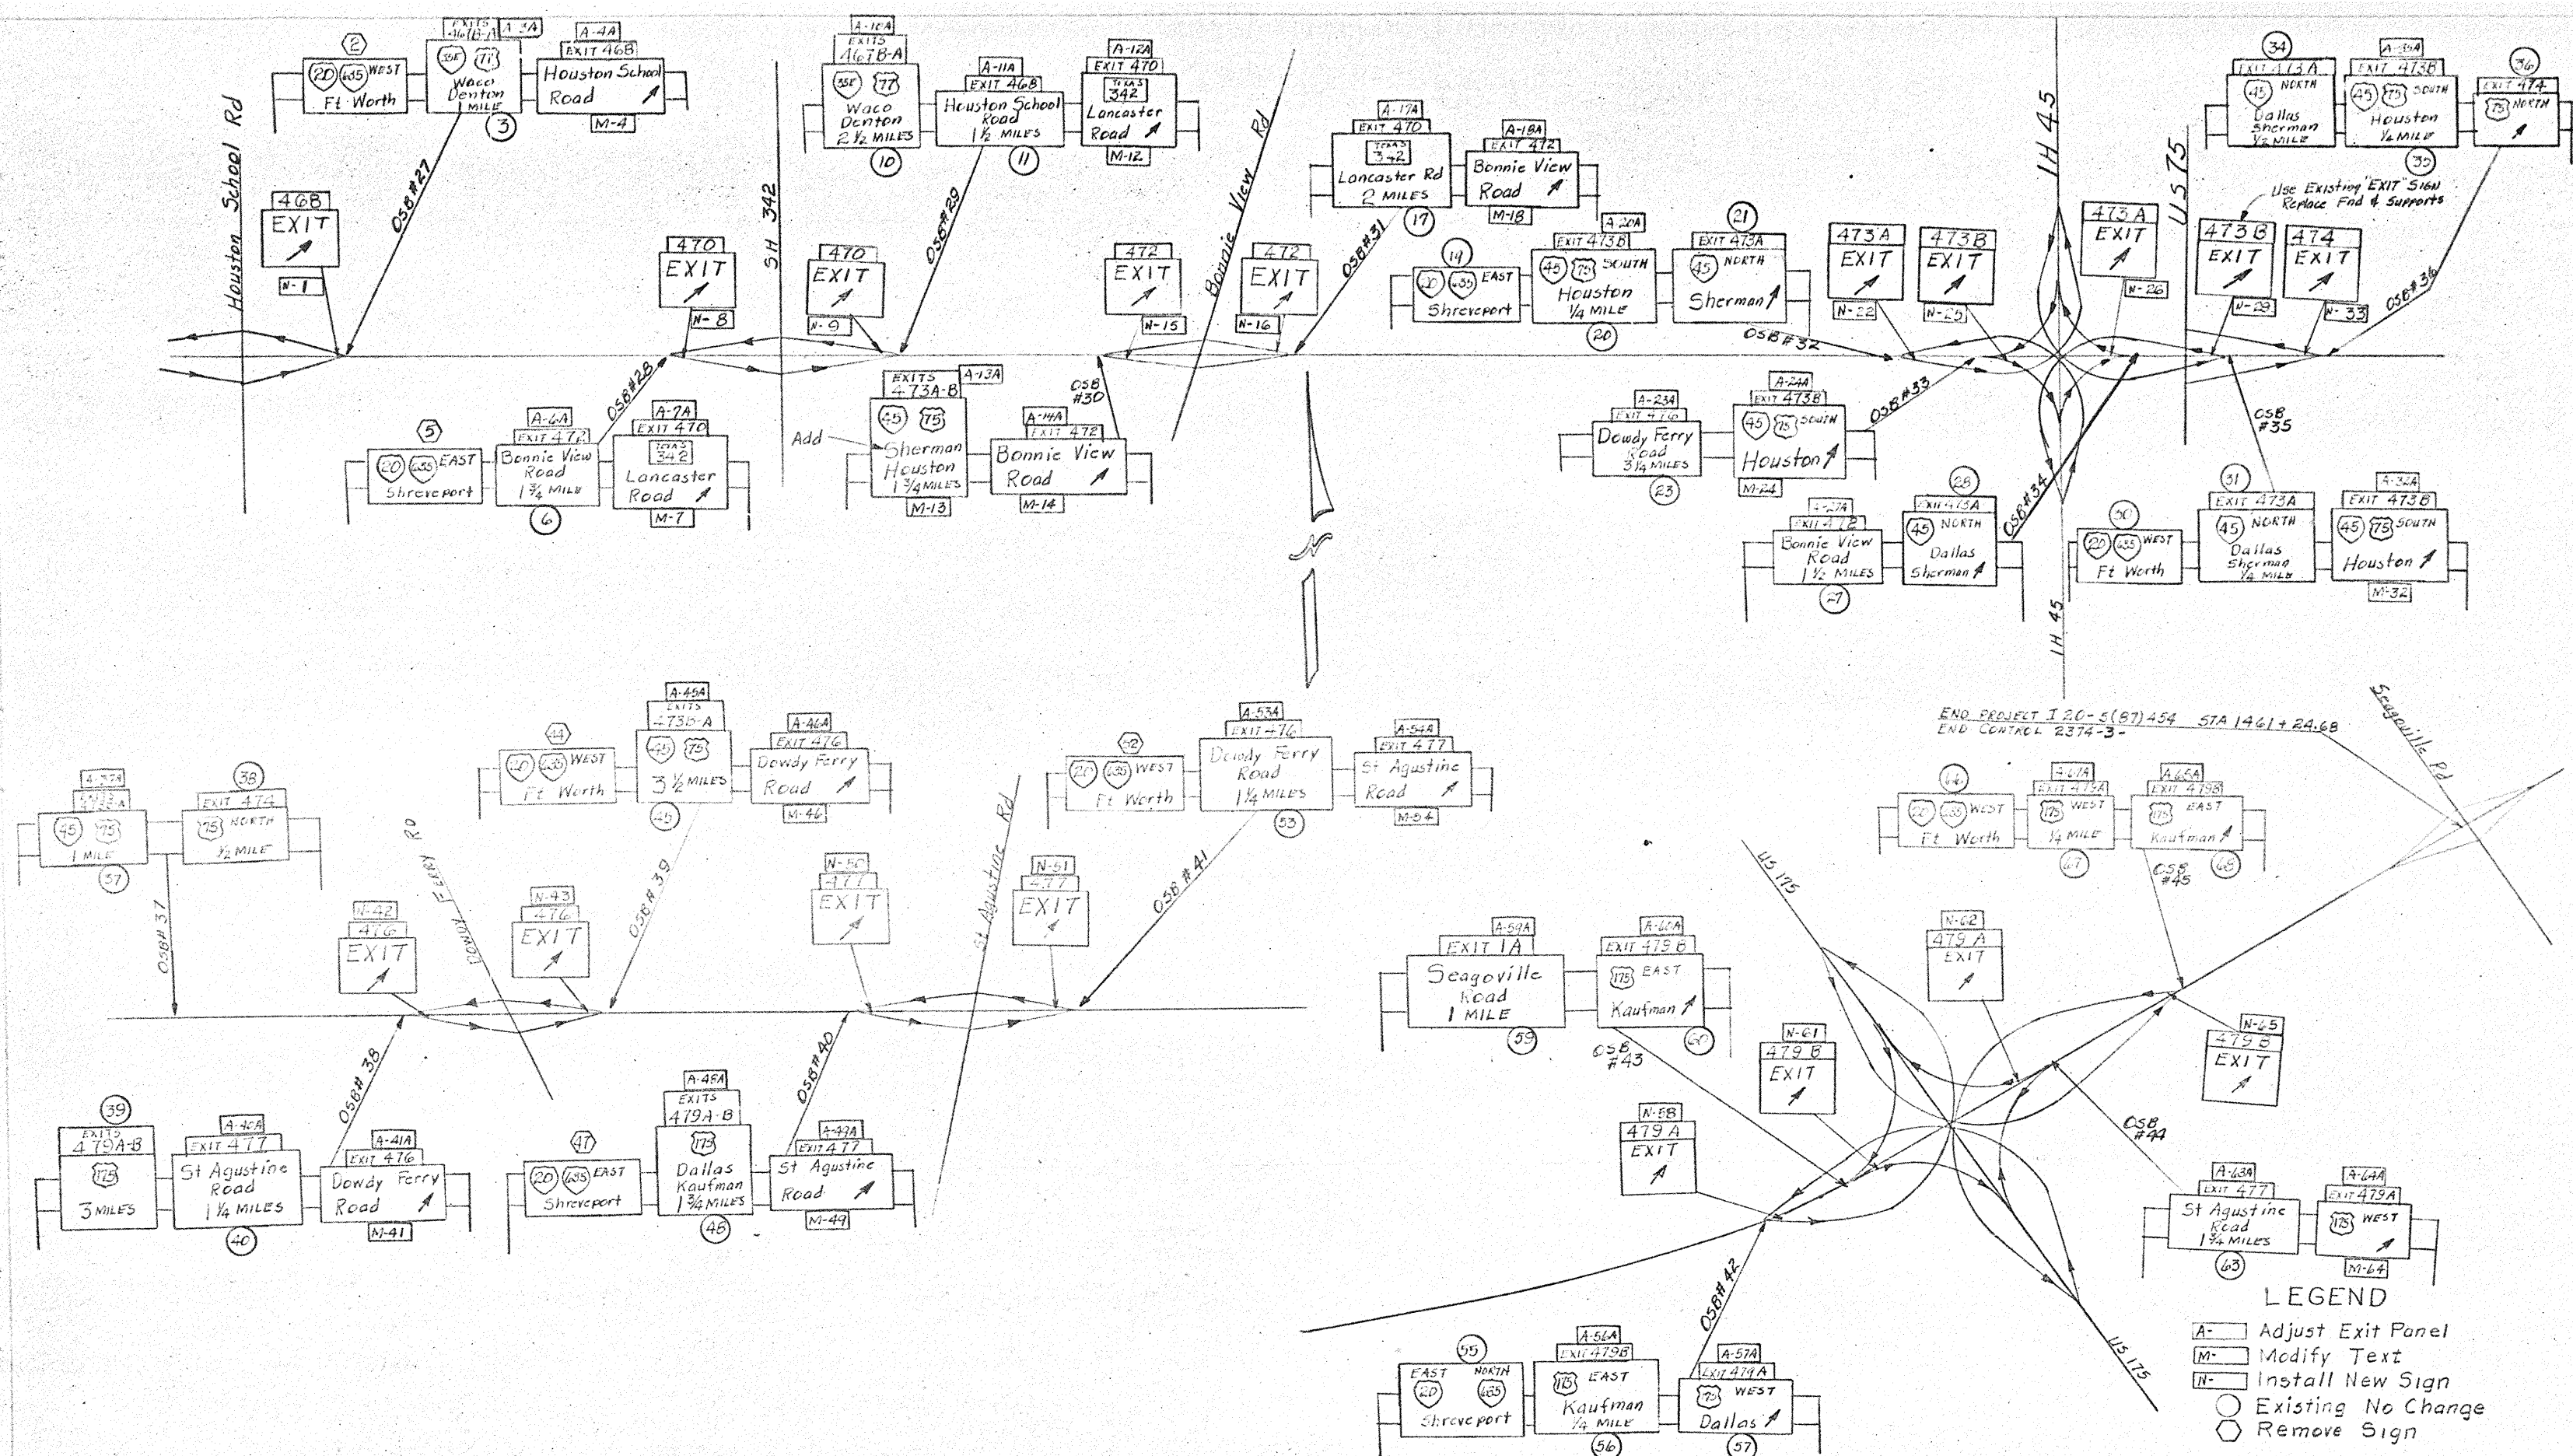 Houston School Rd
2
20 635 WEST
Ft. Worth
EXITS
467B-A
A-3A
35E 77
Waco
Denton
1 MILE
3
A-4A
EXIT 468
Houston School
Road
M-4
468
EXIT
N-1
OSB#27
5
20 635 EAST
Shreveport
A-6A
EXIT 472
Bonnie View
Road
1 3/4 MILE
6
A-7A
EXIT 470
TEXAS
342
Lancaster
Road
M-7
OSB#28
470
EXIT
N-8
SH 342
470
EXIT
N-9
A-10A
EXITS
467B-A
35E 77
Waco
Denton
2 1/2 MILES
10
A-11A
EXIT 468
Houston School
Road
1 1/2 MILES
11
A-12A
EXIT 470
TEXAS
342
Lancaster
Road
M-12
OSB#29
Add
EXITS
473A-B
A-13A
45 75
Sherman
Houston
1 3/4 MILES
M-13
A-14A
EXIT 472
Bonnie View
Road
M-14
OSB
#30
472
EXIT
N-15
Bonnie View Rd
472
EXIT
N-16
A-17A
EXIT 470
TEXAS
342
Lancaster Rd
2 MILES
17
A-18A
EXIT 472
Bonnie View
Road
M-18
OSB#31
N
19
20 635 EAST
Shreveport
A-20A
EXIT 473B
45 75 SOUTH
Houston
1/4 MILE
20
21
EXIT 473A
45 NORTH
Sherman
OSB#32
473A
EXIT
N-22
A-23A
EXIT 476
Dowdy Ferry
Road
3 1/4 MILES
23
A-24A
EXIT 473B
45 75 SOUTH
Houston
M-24
OSB#33
473B
EXIT
N-25
IH 45
473A
EXIT
N-26
A-27A
EXIT 472
Bonnie View
Road
1 1/2 MILES
27
28
EXIT 473A
45 NORTH
Dallas
Sherman
OSB#34
IH 45
US 75
Use Existing "EXIT" SIGN
Replace End & Supports
473B
EXIT
N-29
30
20 635 WEST
Ft Worth
31
EXIT 473A
45 NORTH
Dallas
Sherman
1/4 MILE
A-32A
EXIT 473B
45 75 SOUTH
Houston
M-32
OSB
#35
474
EXIT
N-33
34
EXIT 473A
45 NORTH
Dallas
Sherman
1/2 MILE
A-35A
EXIT 473B
45 75 SOUTH
Houston
1/4 MILE
35
36
EXIT 474
75 NORTH
OSB#36
A-37A
45 75
1 MILE
37
38
EXIT 474
75 NORTH
1/2 MILE
OSB#37
39
EXITS
479A-B
175
3 MILES
A-40A
EXIT 477
St Agustine
Road
1 1/4 MILES
40
A-41A
EXIT 476
Dowdy Ferry
Road
M-41
OSB# 38
N-42
476
EXIT
DOWDY FERRY RD
N-43
476
EXIT
44
20 635 WEST
Ft Worth
A-45A
EXITS
473B-A
45 75
3 1/2 MILES
45
A-46A
EXIT 476
Dowdy Ferry
Road
M-46
OSB#39
47
20 635 EAST
Shreveport
A-48A
EXITS
479A-B
175
Dallas
Kaufman
1 3/4 MILES
48
A-49A
EXIT 477
St Agustine
Road
M-49
OSB#40
N-50
477
EXIT
St Agustine Rd
N-51
477
EXIT
52
20 635 WEST
Ft Worth
A-53A
EXIT 476
Dowdy Ferry
Road
1 1/4 MILES
53
A-54A
EXIT 477
St Agustine
Road
M-54
OSB #41
55
EAST NORTH
20 635
Shreveport
A-56A
EXIT 479B
175 EAST
Kaufman
1/4 MILE
56
A-57A
EXIT 479A
175 WEST
Dallas
57
OSB#42
N-58
479 A
EXIT
A-59A
EXIT 1A
Seagoville
Road
1 MILE
59
A-60A
EXIT 479 B
175 EAST
Kaufman
60
OSB
#43
N-61
479 B
EXIT
N-62
479 A
EXIT
A-63A
EXIT 477
St Agustine
Road
1 3/4 MILES
63
A-64A
EXIT 479A
175 WEST
M-64
OSB
#44
N-65
479 B
EXIT
66
20 635 WEST
Ft Worth
A-67A
EXIT 479A
175 WEST
1/4 MILE
67
EXIT 479B
175 EAST
Kaufman
68
OSB
#45
US 175
US 175
Seagoville Rd
END PROJECT I 20-5(87)454 STA 1461+24.68
END CONTROL 2374-3-
LEGEND
A- Adjust Exit Panel
M- Modify Text
N- Install New Sign
Existing No Change
Remove Sign